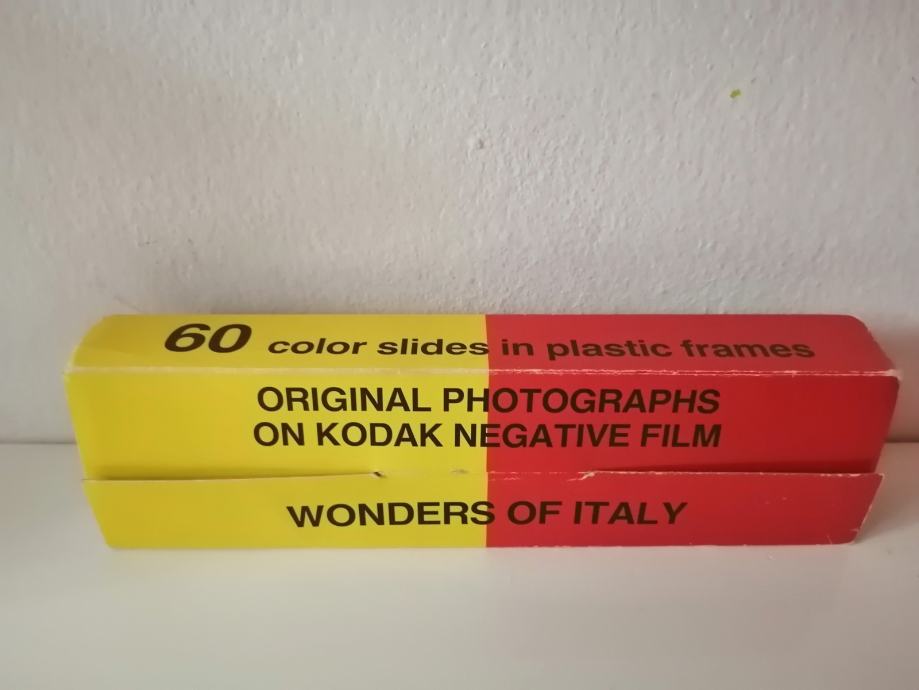 60 color slides in plastic frames
ORIGINAL PHOTOGRAPHS
ON KODAK NEGATIVE FILM
WONDERS OF ITALY